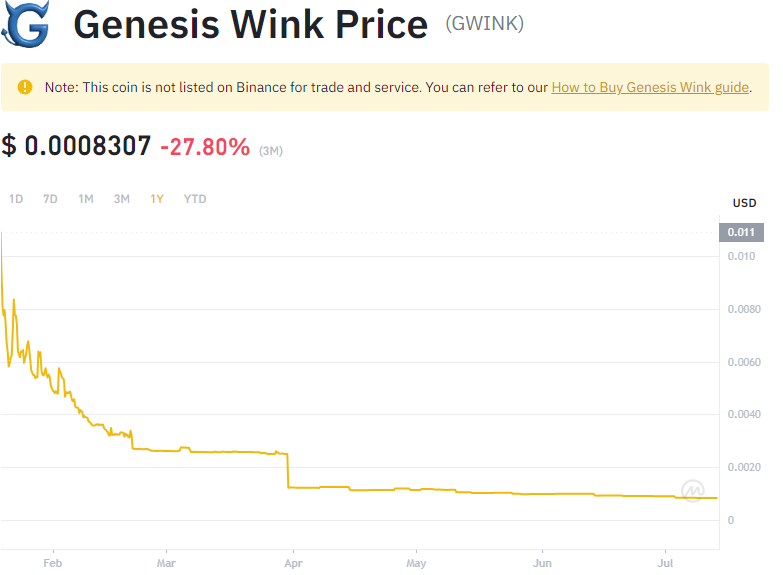 Genesis Wink Price (GWINK)
Note: This coin is not listed on Binance for trade and service. You can refer to our How to Buy Genesis Wink guide.
$ 0.0008307 -27.80% (3M)
1D 7D 1M 3M 1Y YTD
USD
0.011
0.010
0.0080
0.0060
0.0040
0.0020
0
Feb Mar Apr May Jun Jul